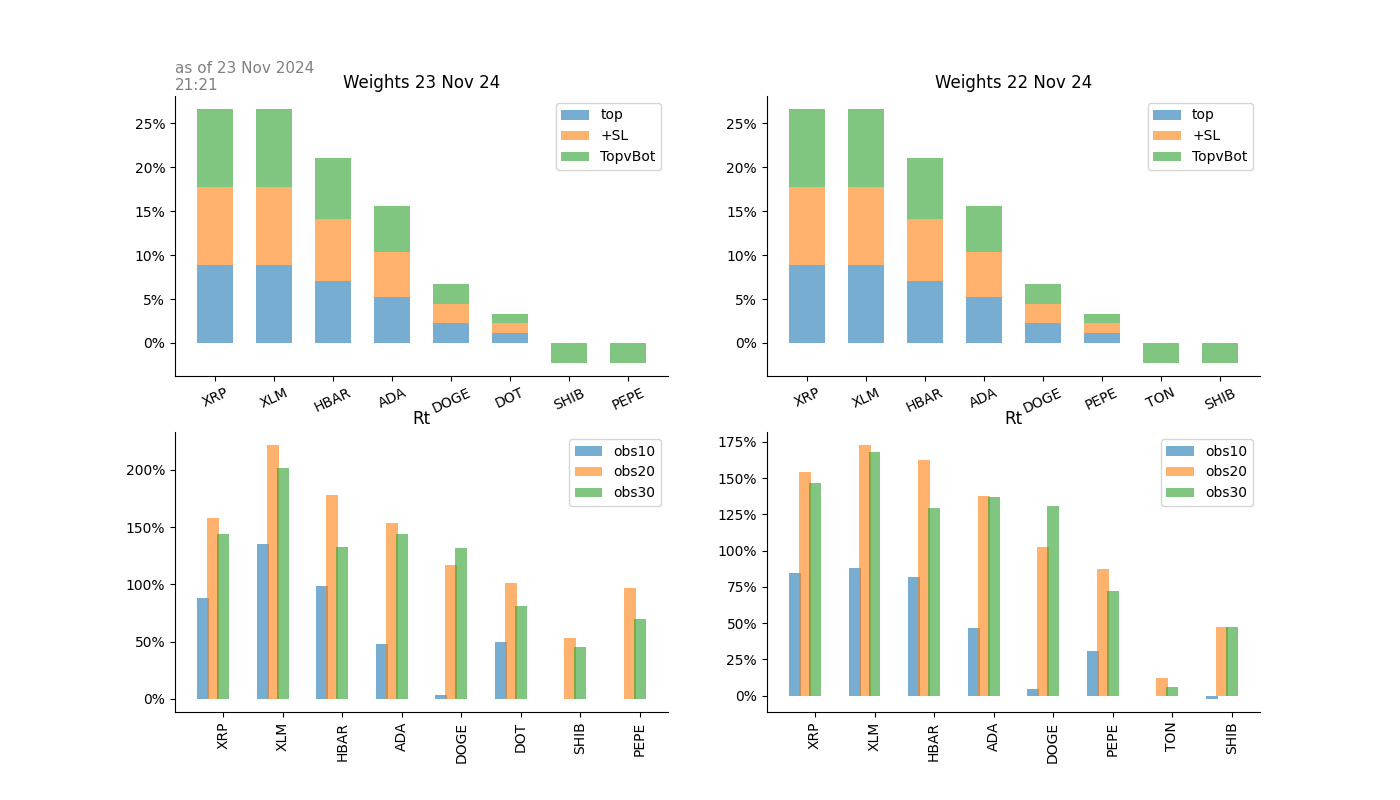 as of 23 Nov 2024
21:21
Weights 23 Nov 24
25%
20%
15%
10%
5%
0%
top
+SL
TopvBot
XRP
XLM
HBAR
ADA
DOGE
DOT
SHIB
PEPE
Weights 22 Nov 24
25%
20%
15%
10%
5%
0%
top
+SL
TopvBot
XRP
XLM
HBAR
ADA
DOGE
PEPE
TON
SHIB
Rt
200%
150%
100%
50%
0%
obs10
obs20
obs30
XRP
XLM
HBAR
ADA
DOGE
DOT
SHIB
PEPE
Rt
175%
150%
125%
100%
75%
50%
25%
0%
obs10
obs20
obs30
XRP
XLM
HBAR
ADA
DOGE
PEPE
TON
SHIB